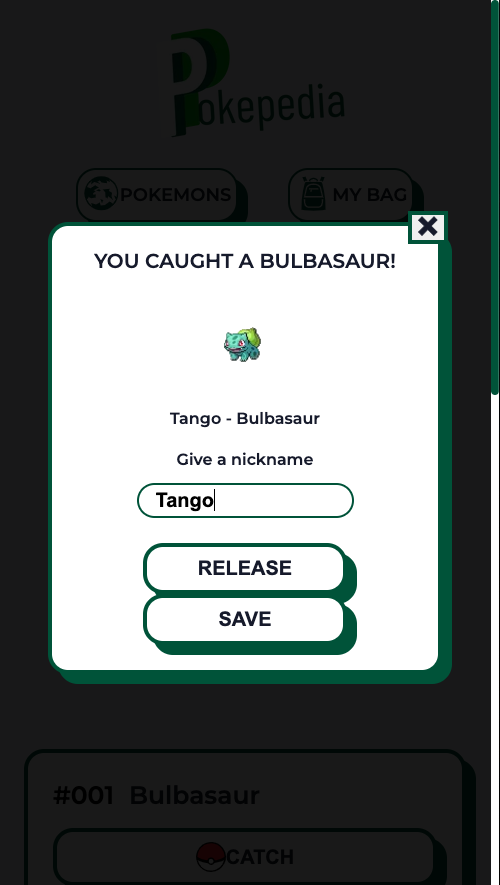 Pokepedia
POKEMONS
MY BAG
YOU CAUGHT A BULBASAUR!
Tango - Bulbasaur
Give a nickname
Tango
RELEASE
SAVE
#001 Bulbasaur
CATCH